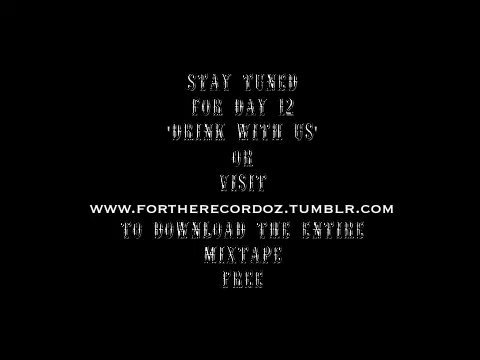 STAY TUNED
FOR DAY 12
'DRINK WITH US'
OR
VISIT
WWW.FORTHERECORDOZ.TUMBLR.COM
TO DOWNLOAD THE ENTIRE
MIXTAPE
FREE